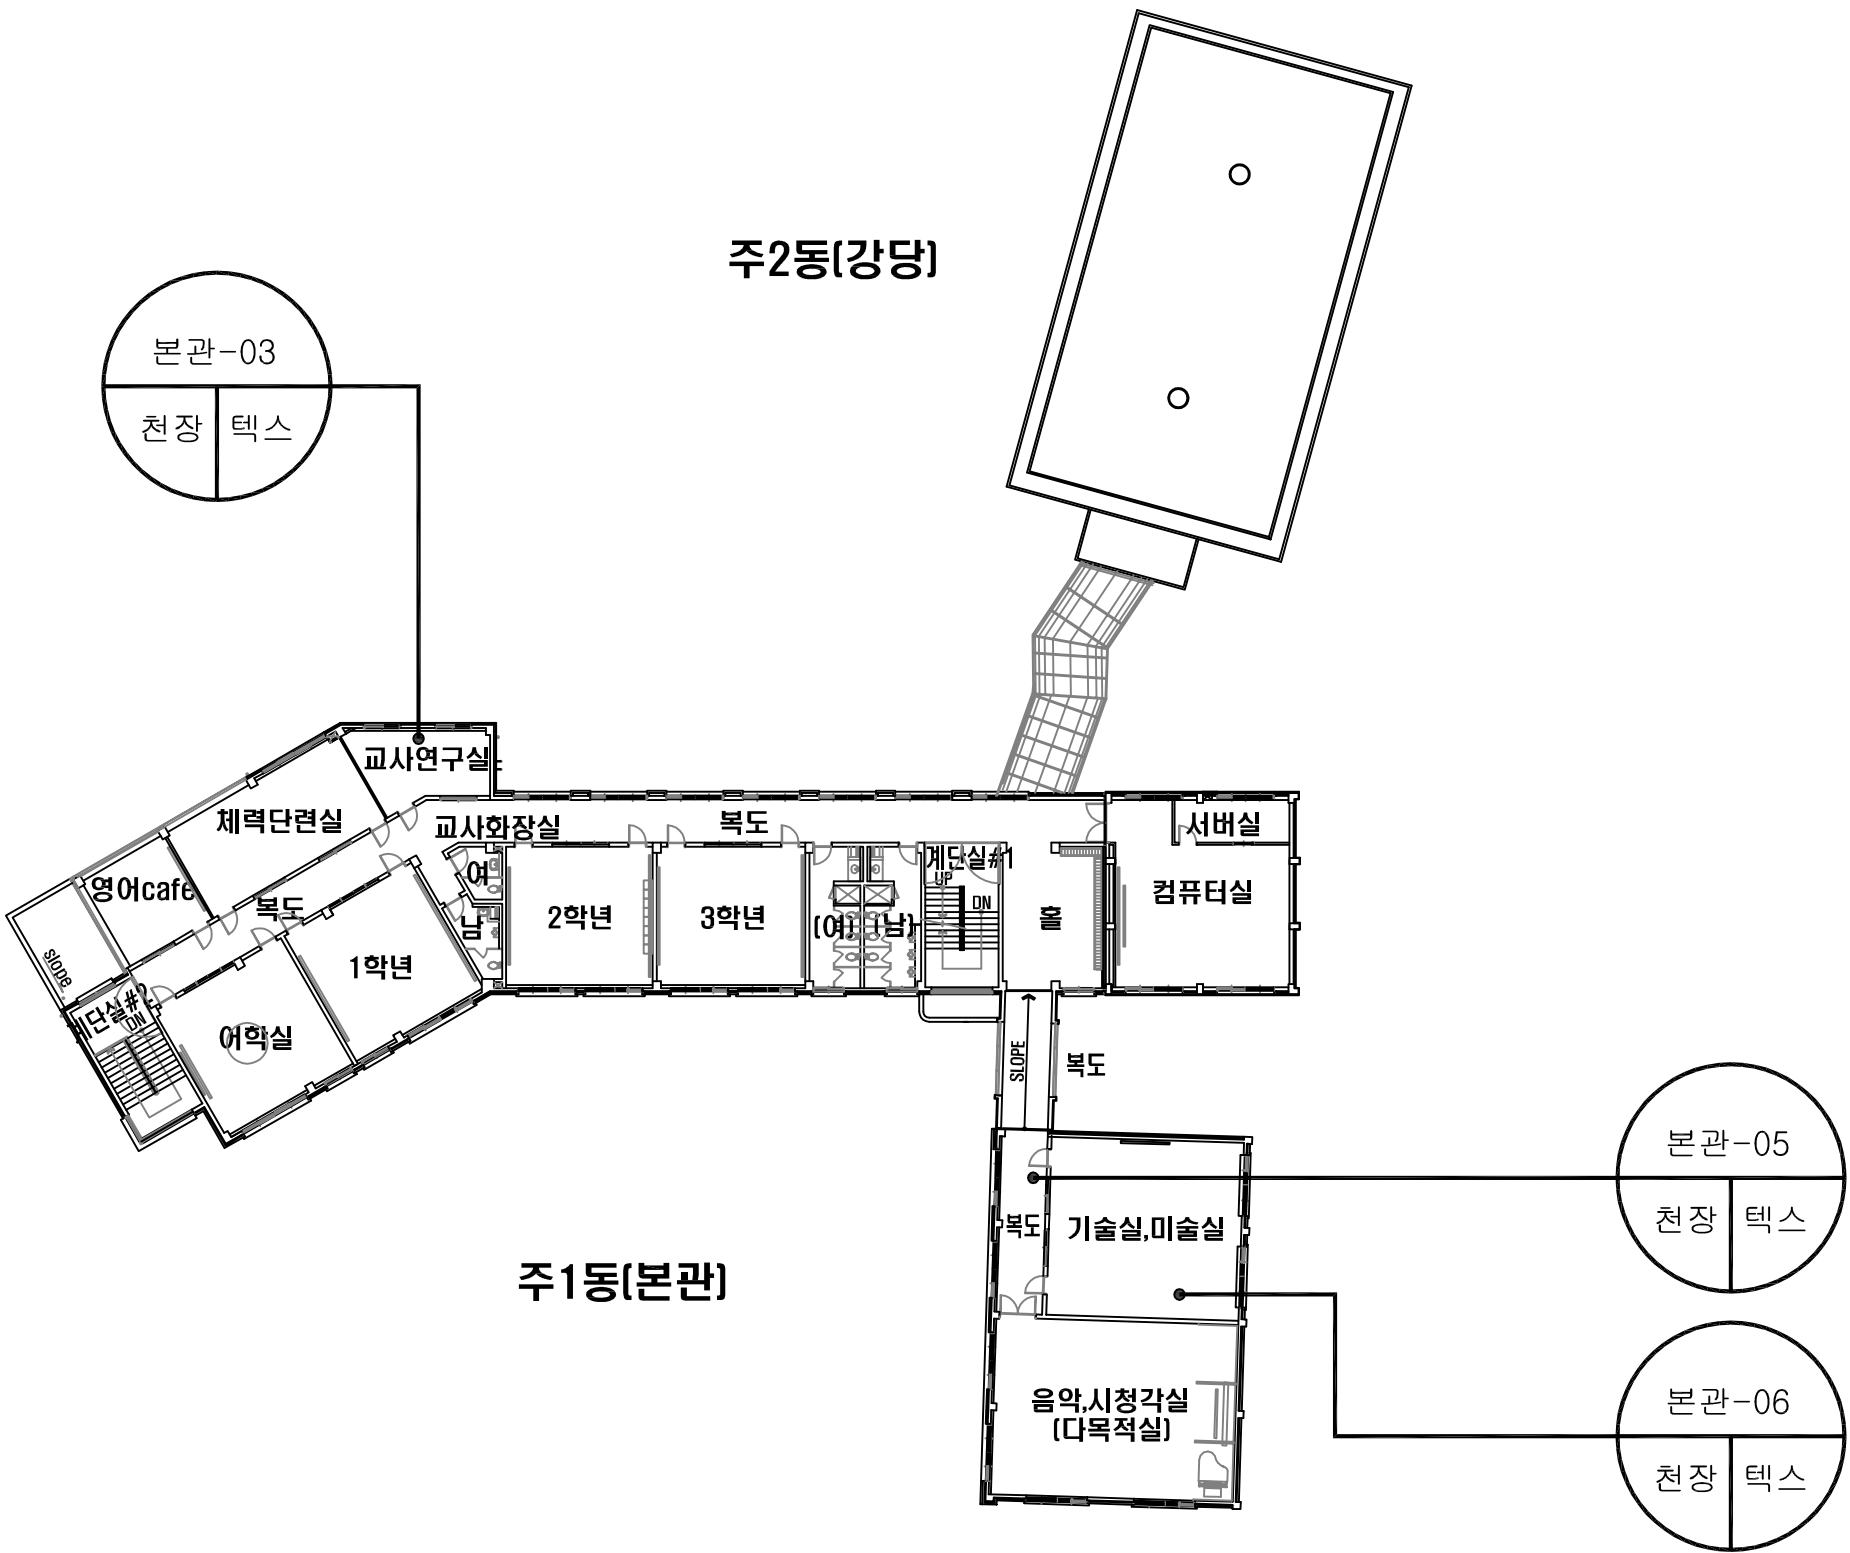 주2동(강당)
본관-03
천장 텍스
교사연구실
체력단련실
교사화장실
복도
서버실
영어cafe
여
계단실#1
UP
컴퓨터실
복도
남
2학년
3학년
(여)
(남)
DN
홀
slope
1학년
계단실#2
DN
어학실
SLOPE
복도
본관-05
천장 텍스
복도
기술실,미술실
주1동(본관)
음악,시청각실
(다목적실)
본관-06
천장 텍스